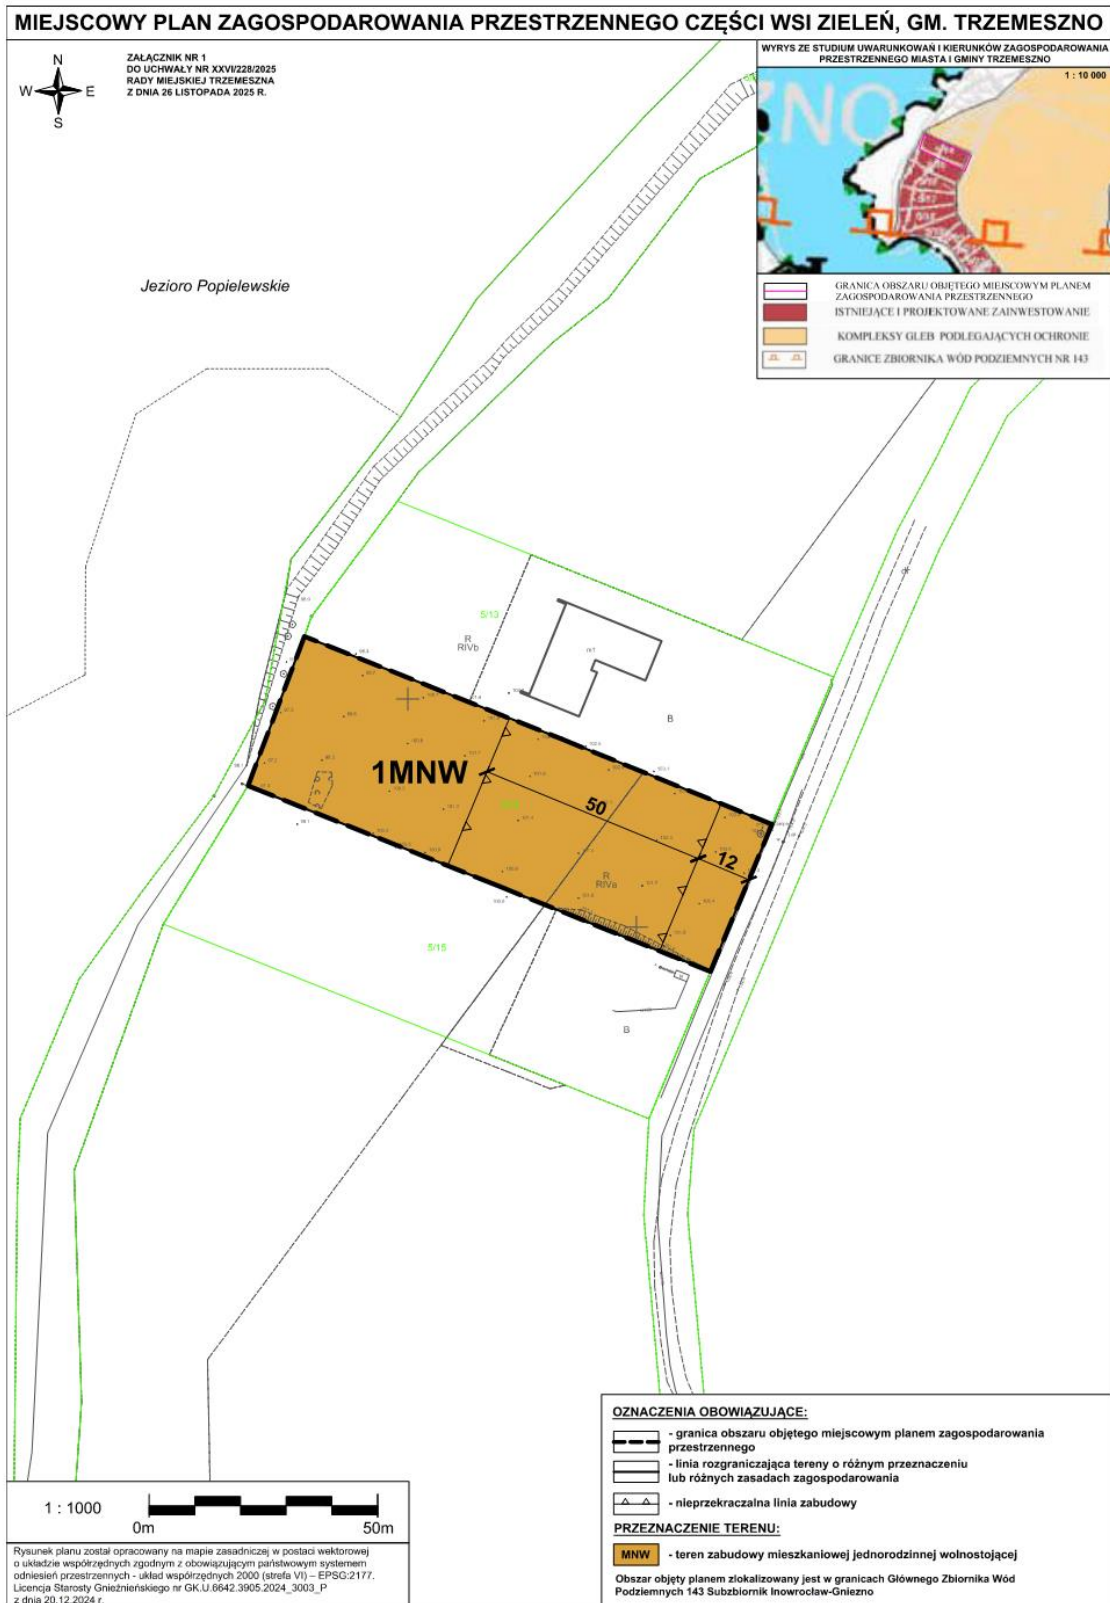 MIEJSCOWY PLAN ZAGOSPODAROWANIA PRZESTRZENNEGO CZĘŚCI WSI ZIELEŃ, GM. TRZEMESZNO
N
W E
S
ZAŁĄCZNIK NR 1
DO UCHWAŁY NR XXVI/228/2025
RADY MIEJSKIEJ TRZEMESZNA
Z DNIA 26 LISTOPADA 2025 R.
WYRYS ZE STUDIUM UWARUNKOWAŃ I KIERUNKÓW ZAGOSPODAROWANIA
PRZESTRZENNEGO MIASTA I GMINY TRZEMESZNO
1 : 10 000
ZNO
GRANICA OBSZARU OBJĘTEGO MIEJSCOWYM PLANEM
ZAGOSPODAROWANIA PRZESTRZENNEGO
ISTNIEJĄCE I PROJEKTOWANE ZAINWESTOWANIE
KOMPLEKSY GLEB PODLEGAJĄCYCH OCHRONIE
GRANICE ZBIORNIKA WÓD PODZIEMNYCH NR 143
Jezioro Popielewskie
5/13
R
RIVb
B
1MNW
50
12
R
RIVa
5/15
B
OZNACZENIA OBOWIĄZUJĄCE:
- granica obszaru objętego miejscowym planem zagospodarowania
przestrzennego
- linia rozgraniczająca tereny o różnym przeznaczeniu
lub różnych zasadach zagospodarowania
- nieprzekraczalna linia zabudowy
PRZEZNACZENIE TERENU:
MNW - teren zabudowy mieszkaniowej jednorodzinnej wolnostojącej
Obszar objęty planem zlokalizowany jest w granicach Głównego Zbiornika Wód
Podziemnych 143 Subzbiornik Inowrocław-Gniezno
1 : 1000
0m 50m
Rysunek planu został opracowany na mapie zasadniczej w postaci wektorowej
o układzie współrzędnych zgodnym z obowiązującym państwowym systemem
odniesień przestrzennych - układ współrzędnych 2000 (strefa VI) – EPSG:2177.
Licencja Starosty Gnieźnieńskiego nr GK.U.6642.3905.2024_3003_P
z dnia 20.12.2024 r.